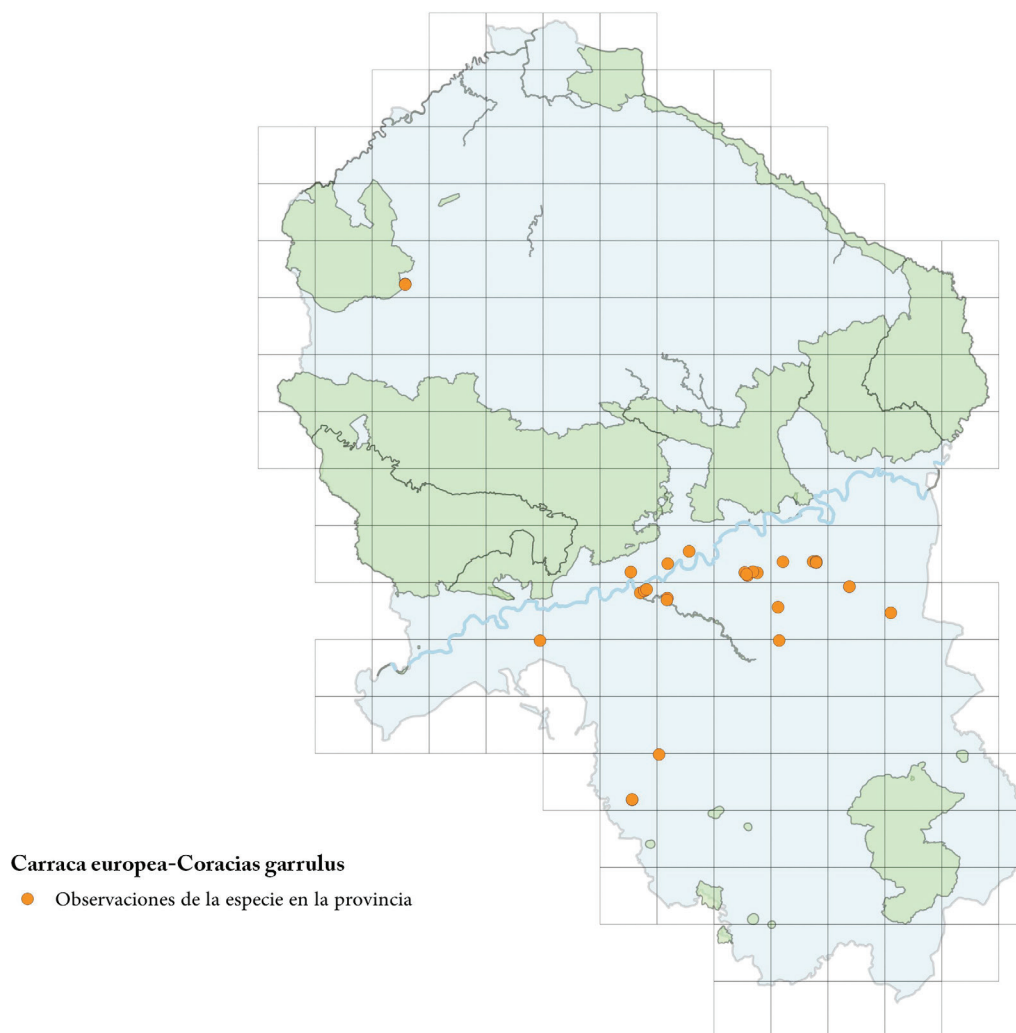 Carraca europea-Coracias garrulus
Observaciones de la especie en la provincia